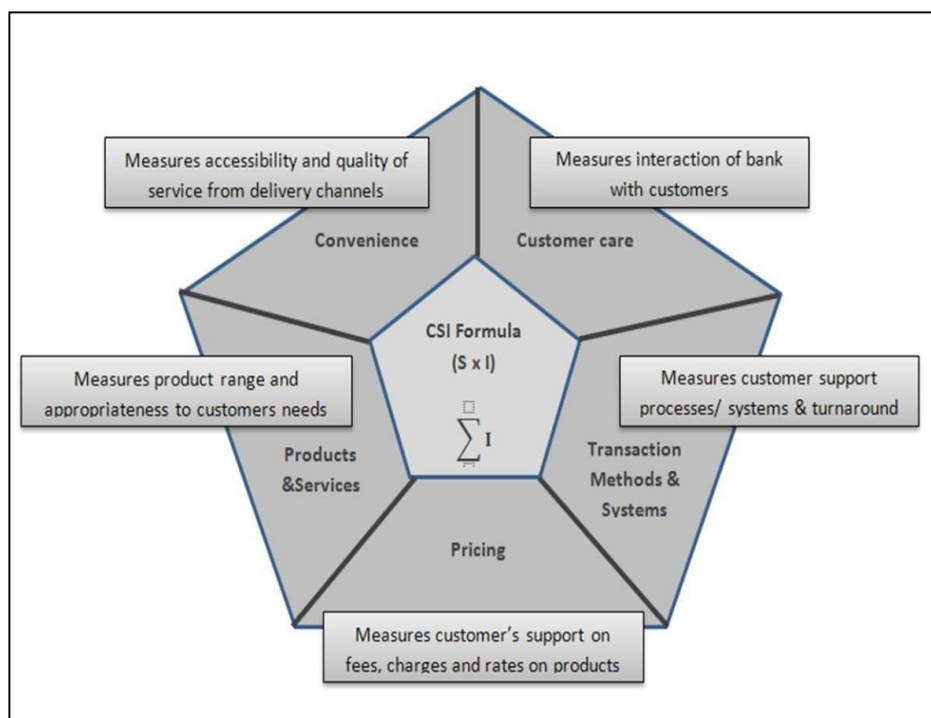 Measures accessibility and quality of
service from delivery channels
Measures interaction of bank
with customers
Convenience
Customer care
CSI Formula
(S x I)
∑ I
Measures product range and
appropriateness to customers needs
Measures customer support
processes/ systems & turnaround
Products
&Services
Transaction
Methods &
Systems
Pricing
Measures customer's support on
fees, charges and rates on products